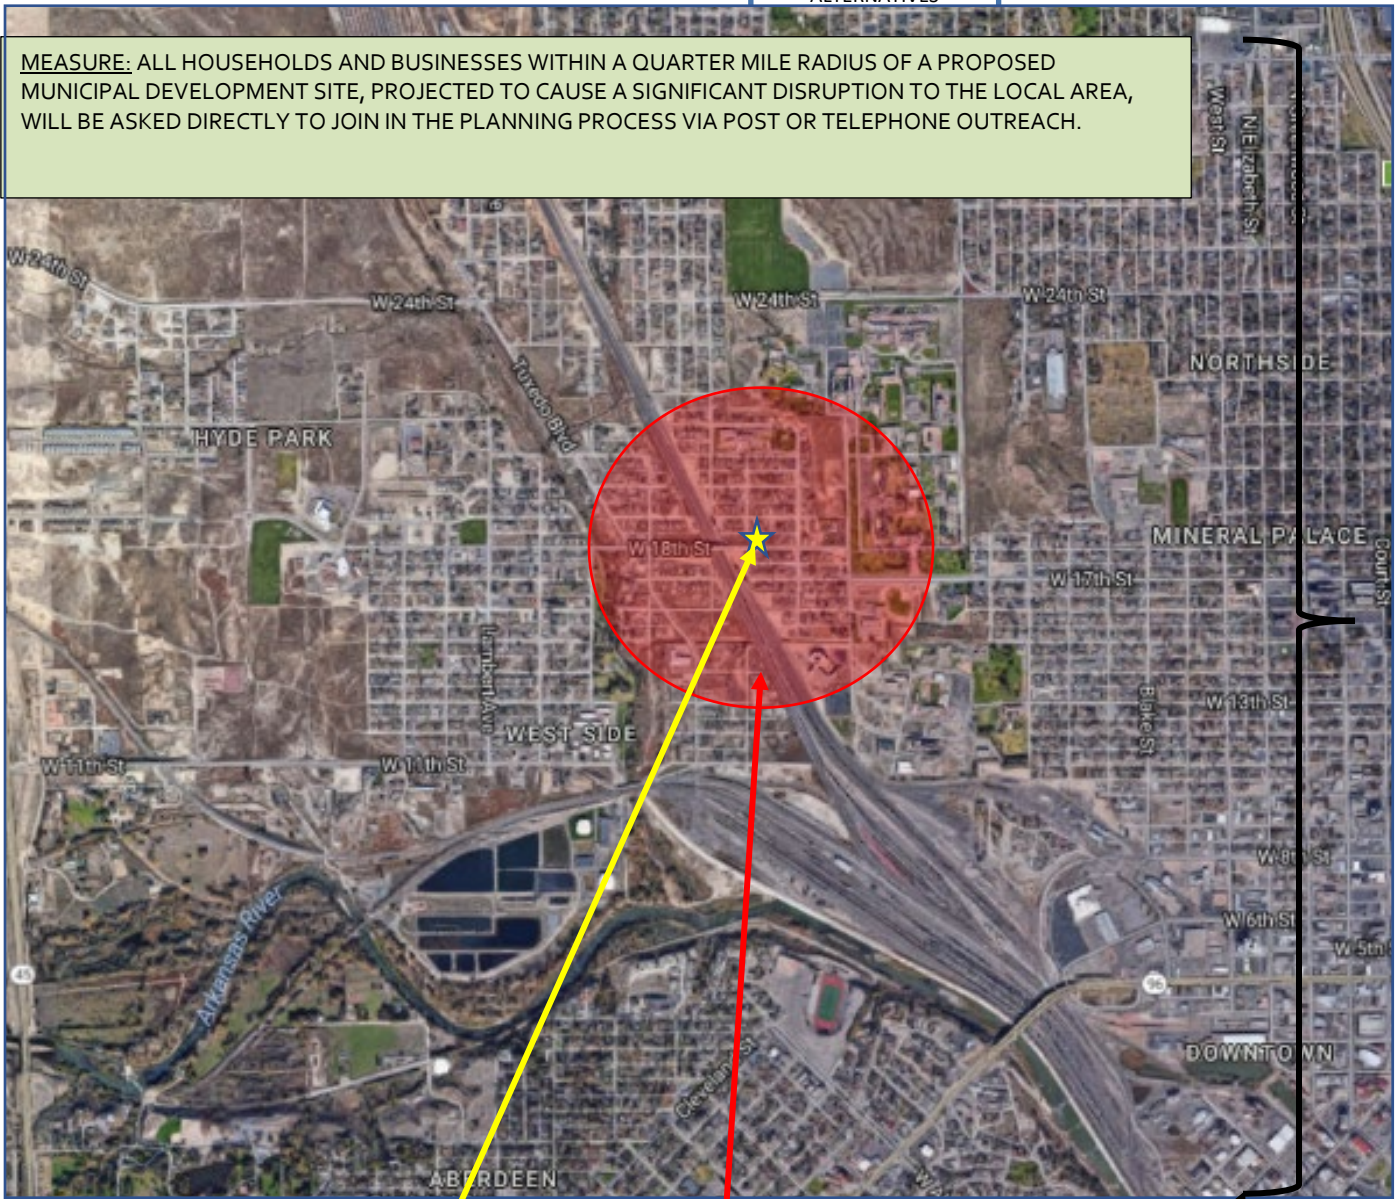 ALTERNATIVES
MEASURE: ALL HOUSEHOLDS AND BUSINESSES WITHIN A QUARTER MILE RADIUS OF A PROPOSED
MUNICIPAL DEVELOPMENT SITE, PROJECTED TO CAUSE A SIGNIFICANT DISRUPTION TO THE LOCAL AREA,
WILL BE ASKED DIRECTLY TO JOIN IN THE PLANNING PROCESS VIA POST OR TELEPHONE OUTREACH.
West St
N Elizabeth St
W 24th St
W 24th St
W 24th St
W 24th St
NORTHSIDE
Tuxedo Blvd
HYDE PARK
W 18th St
MINERAL PALACE
Court St
W 17th St
Lambert Ave
Blake St
W 13th St
WEST SIDE
W 11th St
W 11th St
W 8th St
Arkansas River
W 6th St
W 5th
45
96
DOWNTOWN
Cleveland St
ABERDEEN